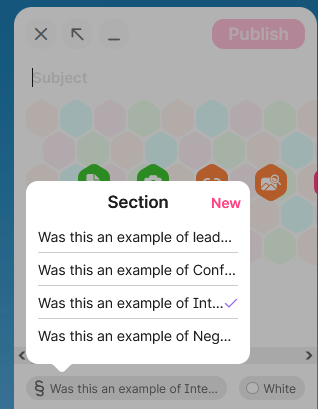 Publish
Subject
Section
New
Was this an example of lead...
Was this an example of Conf...
Was this an example of Int...
Was this an example of Neg...
§ Was this an example of Inte...
White